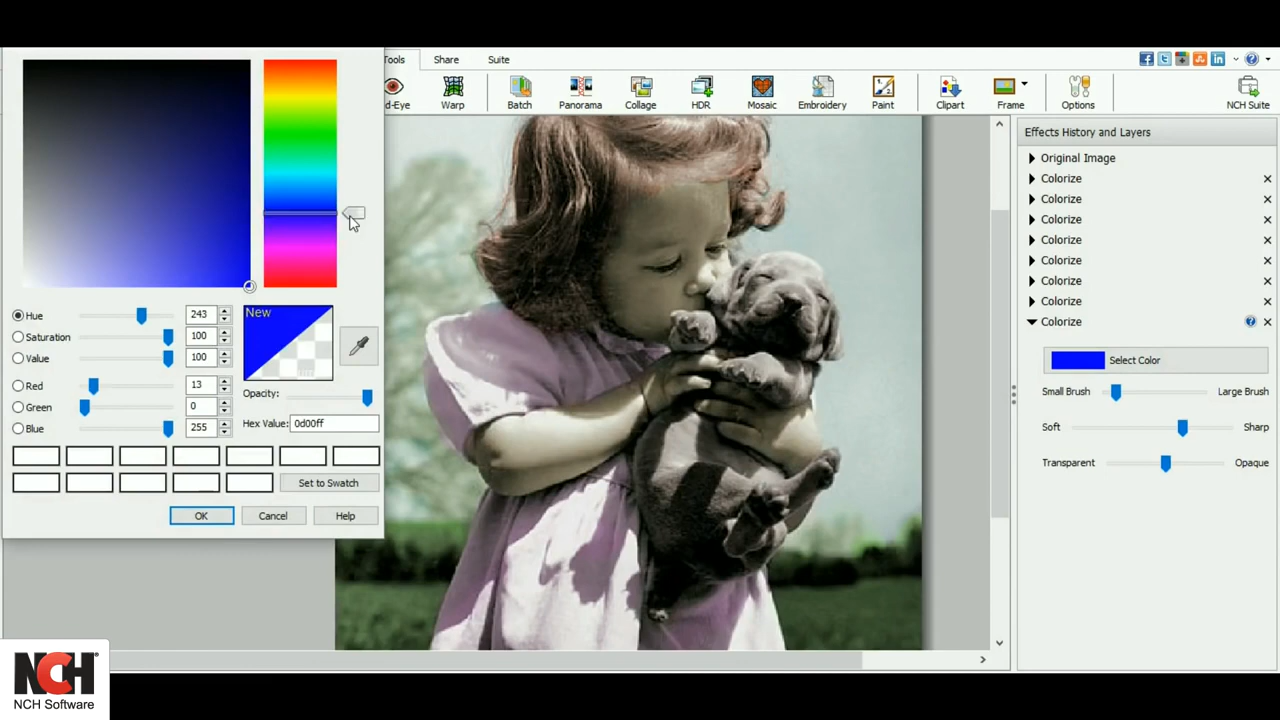 Tools Share Suite
d-Eye Warp Batch Panorama Collage HDR Mosaic Embroidery Paint Clipart Frame Options NCH Suite
Effects History and Layers
Original Image
Colorize
Colorize
Colorize
Colorize
Colorize
Colorize
Colorize
Colorize
Select Color
Small Brush Large Brush
Soft Sharp
Transparent Opaque
Hue 243
Saturation 100
Value 100
Red 13
Green 0
Blue 255
New
Opacity:
Hex Value: 0d00ff
Set to Swatch
OK Cancel Help
NCH
NCH Software